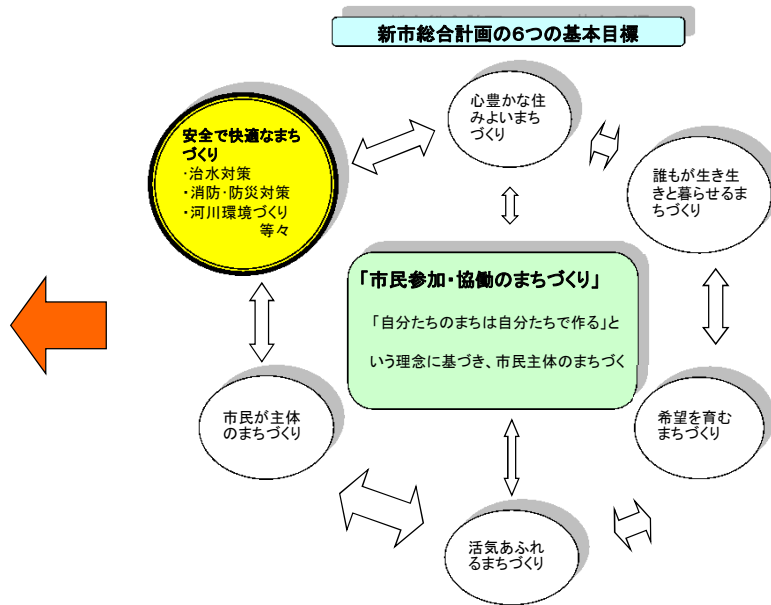 新市総合計画の６つの基本目標
心豊かな住
みよいまち
づくり
安全で快適なまち
づくり
・治水対策
・消防・防災対策
・河川環境づくり
等々
誰もが生き生
きと暮らせるま
ちづくり
「市民参加・協働のまちづくり」
「自分たちのまちは自分たちで作る」と
いう理念に基づき、市民主体のまちづく
市民が主体
のまちづくり
希望を育む
まちづくり
活気あふれ
るまちづくり